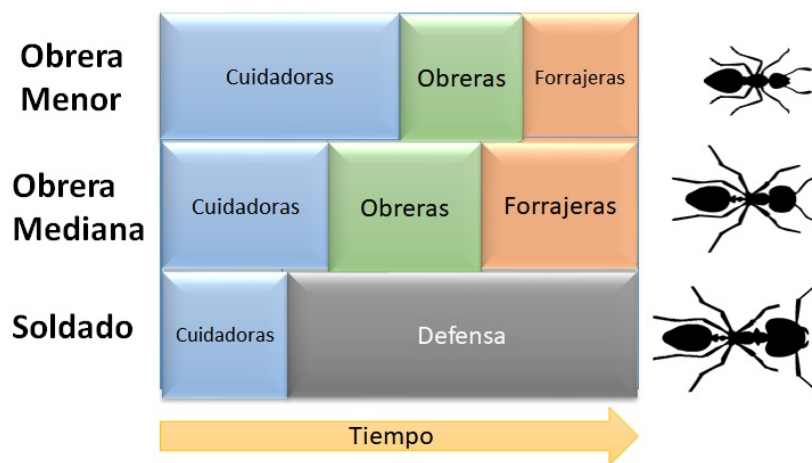 Obrera
Menor
Cuidadoras
Obreras
Forrajeras
Obrera
Mediana
Cuidadoras
Obreras
Forrajeras
Soldado
Cuidadoras
Defensa
Tiempo